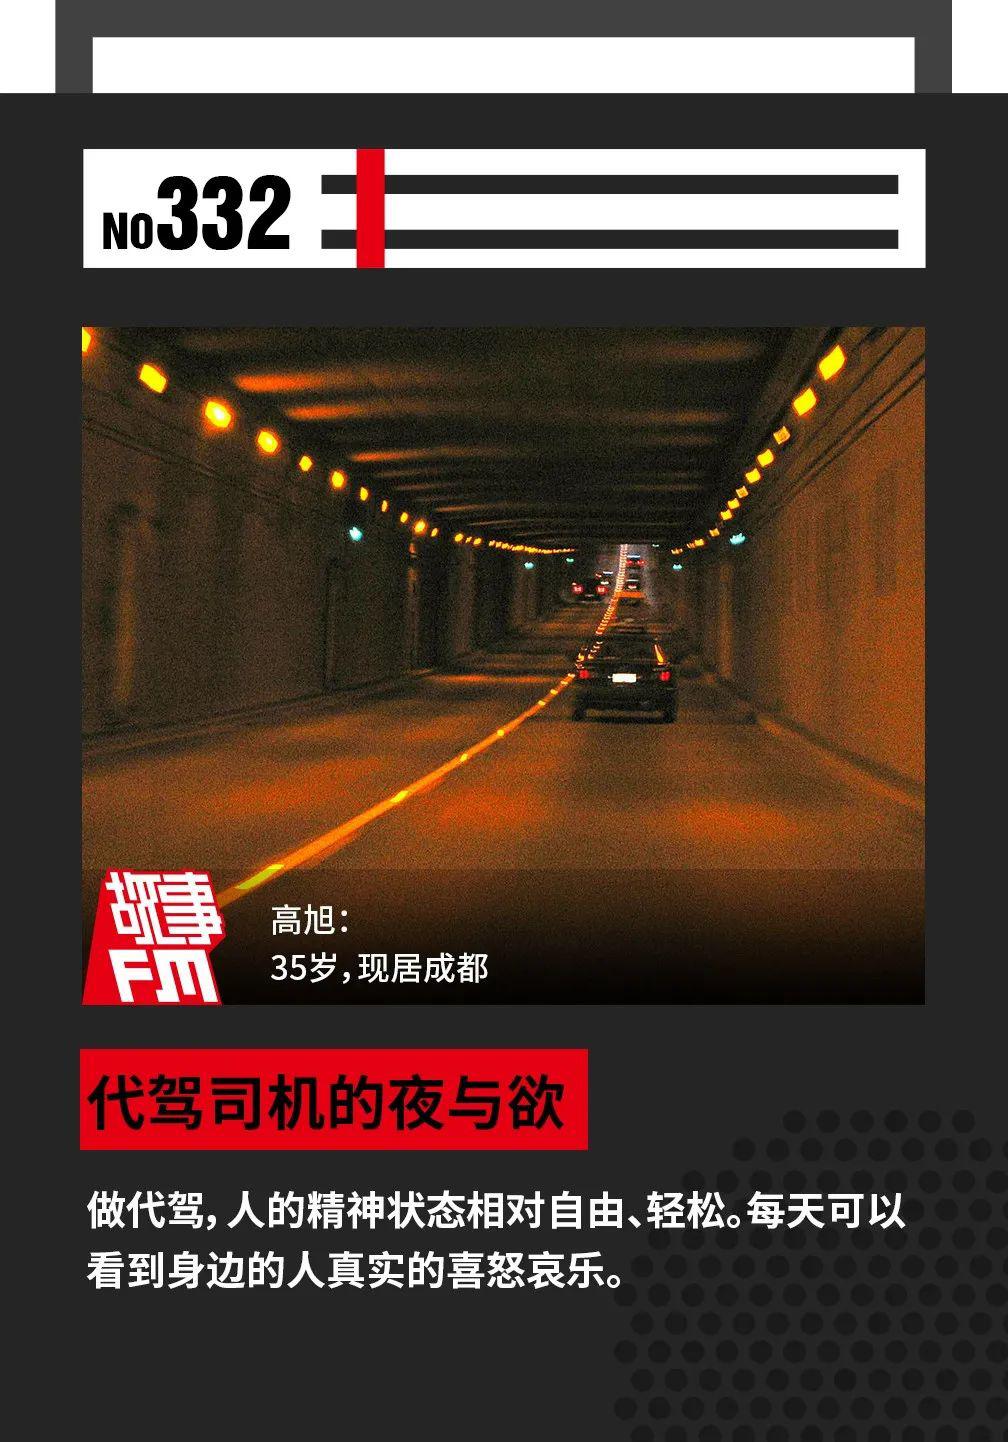 NO332
故事
FM
高旭：
35岁，现居成都
代驾司机的夜与欲
做代驾，人的精神状态相对自由、轻松。每天可以
看到身边的人真实的喜怒哀乐。